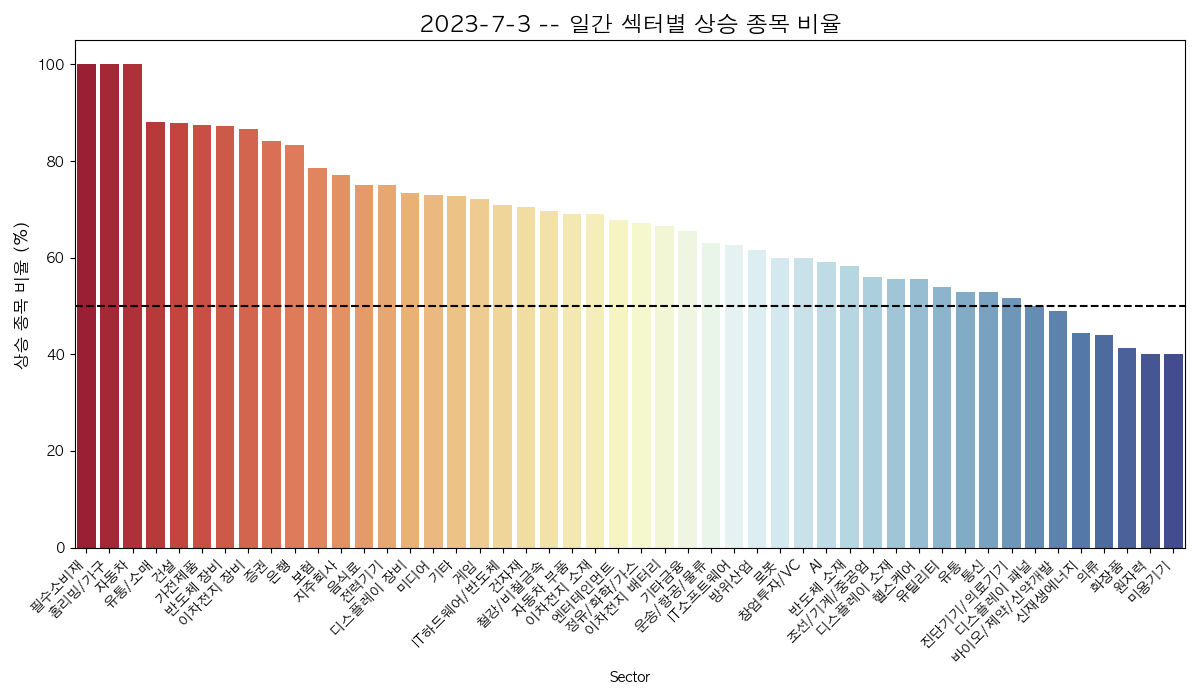 2023-7-3 -- 일간 섹터별 상승 종목 비율
상승 종목 비율 (%)
100
80
60
40
20
0
필수소비재
홈리빙/가구
자동차
유통/소매
건설
가전제품
반도체 장비
이차전지 장비
증권
은행
보험
지주회사
음식료
전력기기
디스플레이 장비
미디어
기타
게임
IT하드웨어/반도체
건자재
철강/비철금속
자동차 부품
이차전지 소재
엔터테인먼트
정유/화학/가스
이차전지 배터리
기타금융
운송/항공/물류
IT소프트웨어
방위산업
로봇
창업투자/VC
AI
반도체 소재
조선/기계/중공업
디스플레이 소재
헬스케어
유틸리티
유통
통신
진단기기/의료기기
디스플레이 패널
바이오/제약/신약개발
신재생에너지
의류
화장품
원자력
미용기기
Sector